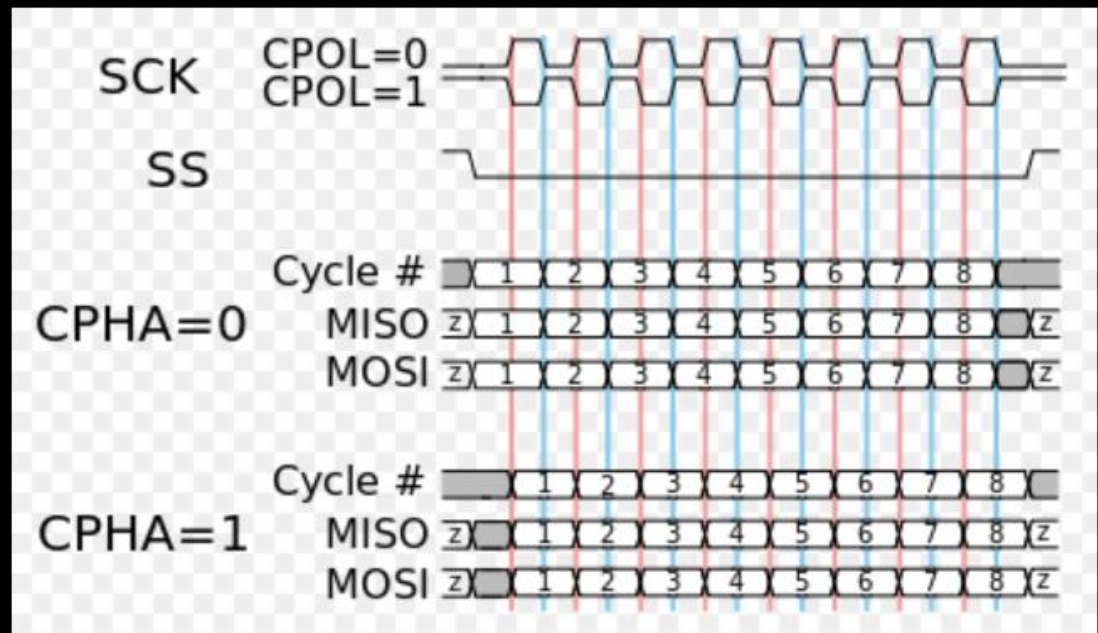 SCK CPOL=0
CPOL=1
SS
Cycle # 1 2 3 4 5 6 7 8
CPHA=0 MISO z 1 2 3 4 5 6 7 8 z
MOSI z 1 2 3 4 5 6 7 8 z
Cycle # 1 2 3 4 5 6 7 8
CPHA=1 MISO z 1 2 3 4 5 6 7 8 z
MOSI z 1 2 3 4 5 6 7 8 z